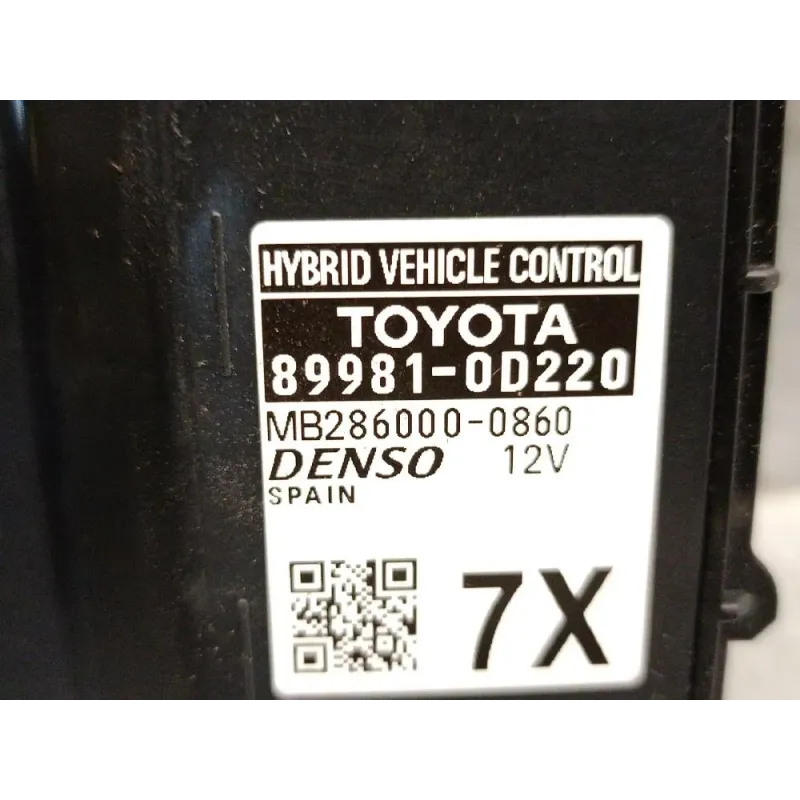 HYBRID VEHICLE CONTROL
TOYOTA
89981-0D220
MB286000-0860
DENSO 12V
SPAIN
7X